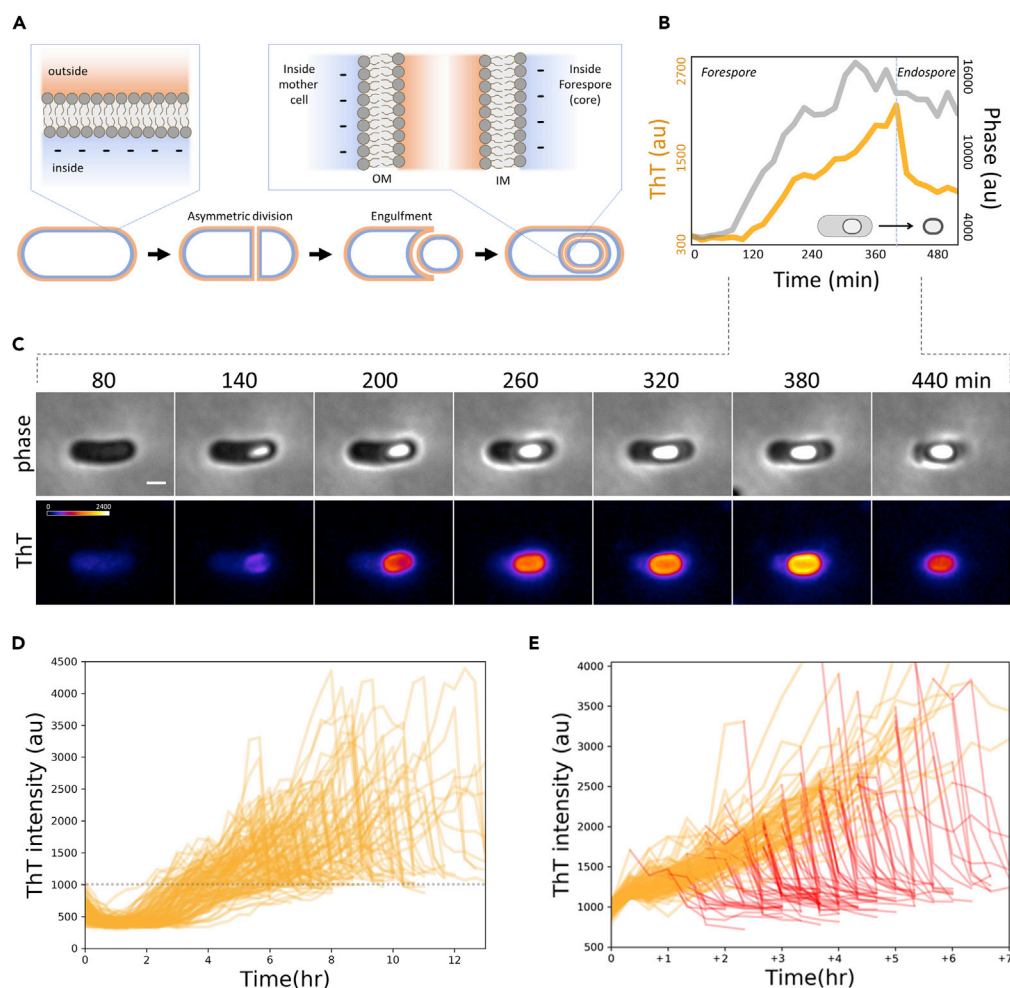 A
outside
inside
Inside
mother
cell
OM
IM
Inside
Forespore
(core)
Asymmetric division
Engulfment
B
ThT (au)
2700
1500
300
Forespore
Endospore
16000
10000
4000
Phase (au)
0
120
240
360
480
Time (min)
C
80
140
200
260
320
380
440 min
phase
ThT
0
2400
D
ThT intensity (au)
4500
4000
3500
3000
2500
2000
1500
1000
500
0
0
2
4
6
8
10
12
Time(hr)
E
ThT intensity (au)
4000
3500
3000
2500
2000
1500
1000
500
0
+1
+2
+3
+4
+5
+6
+7
Time(hr)